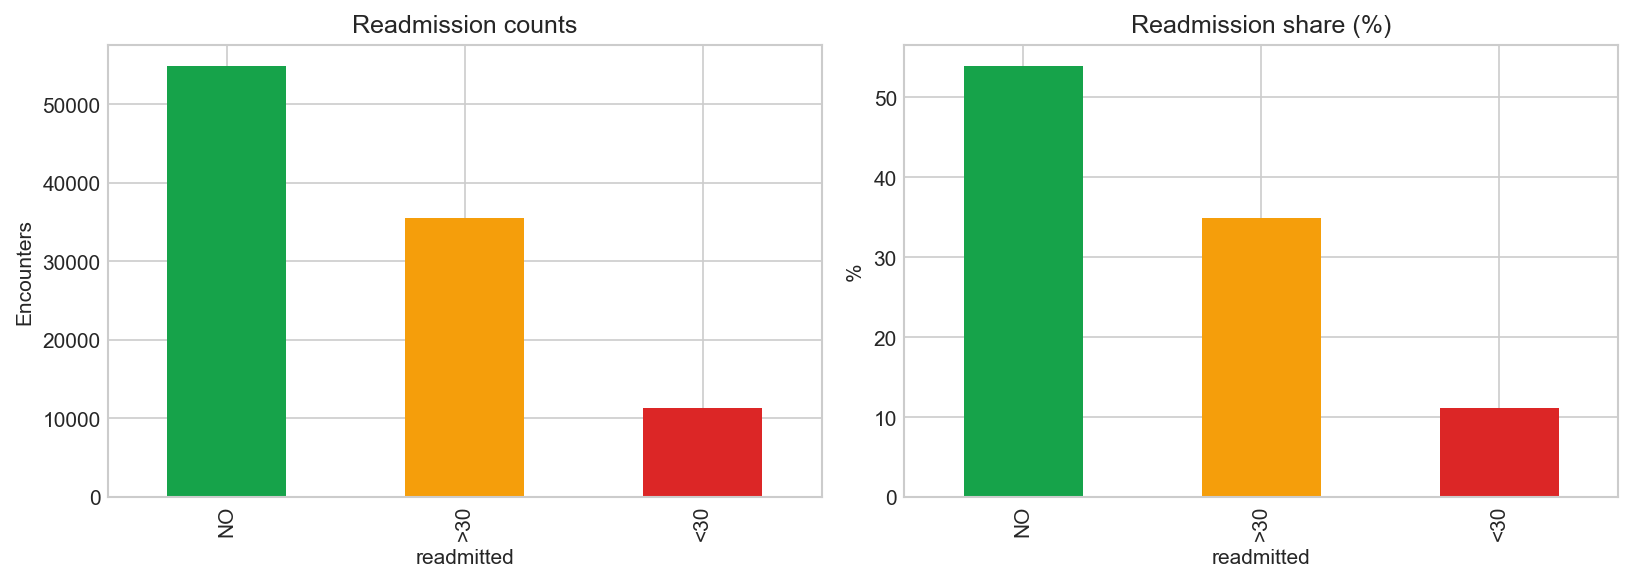 Readmission counts
Encounters
50000
40000
30000
20000
10000
0
NO
>30
<30
readmitted
Readmission share (%)
%
50
40
30
20
10
0
NO
>30
<30
readmitted